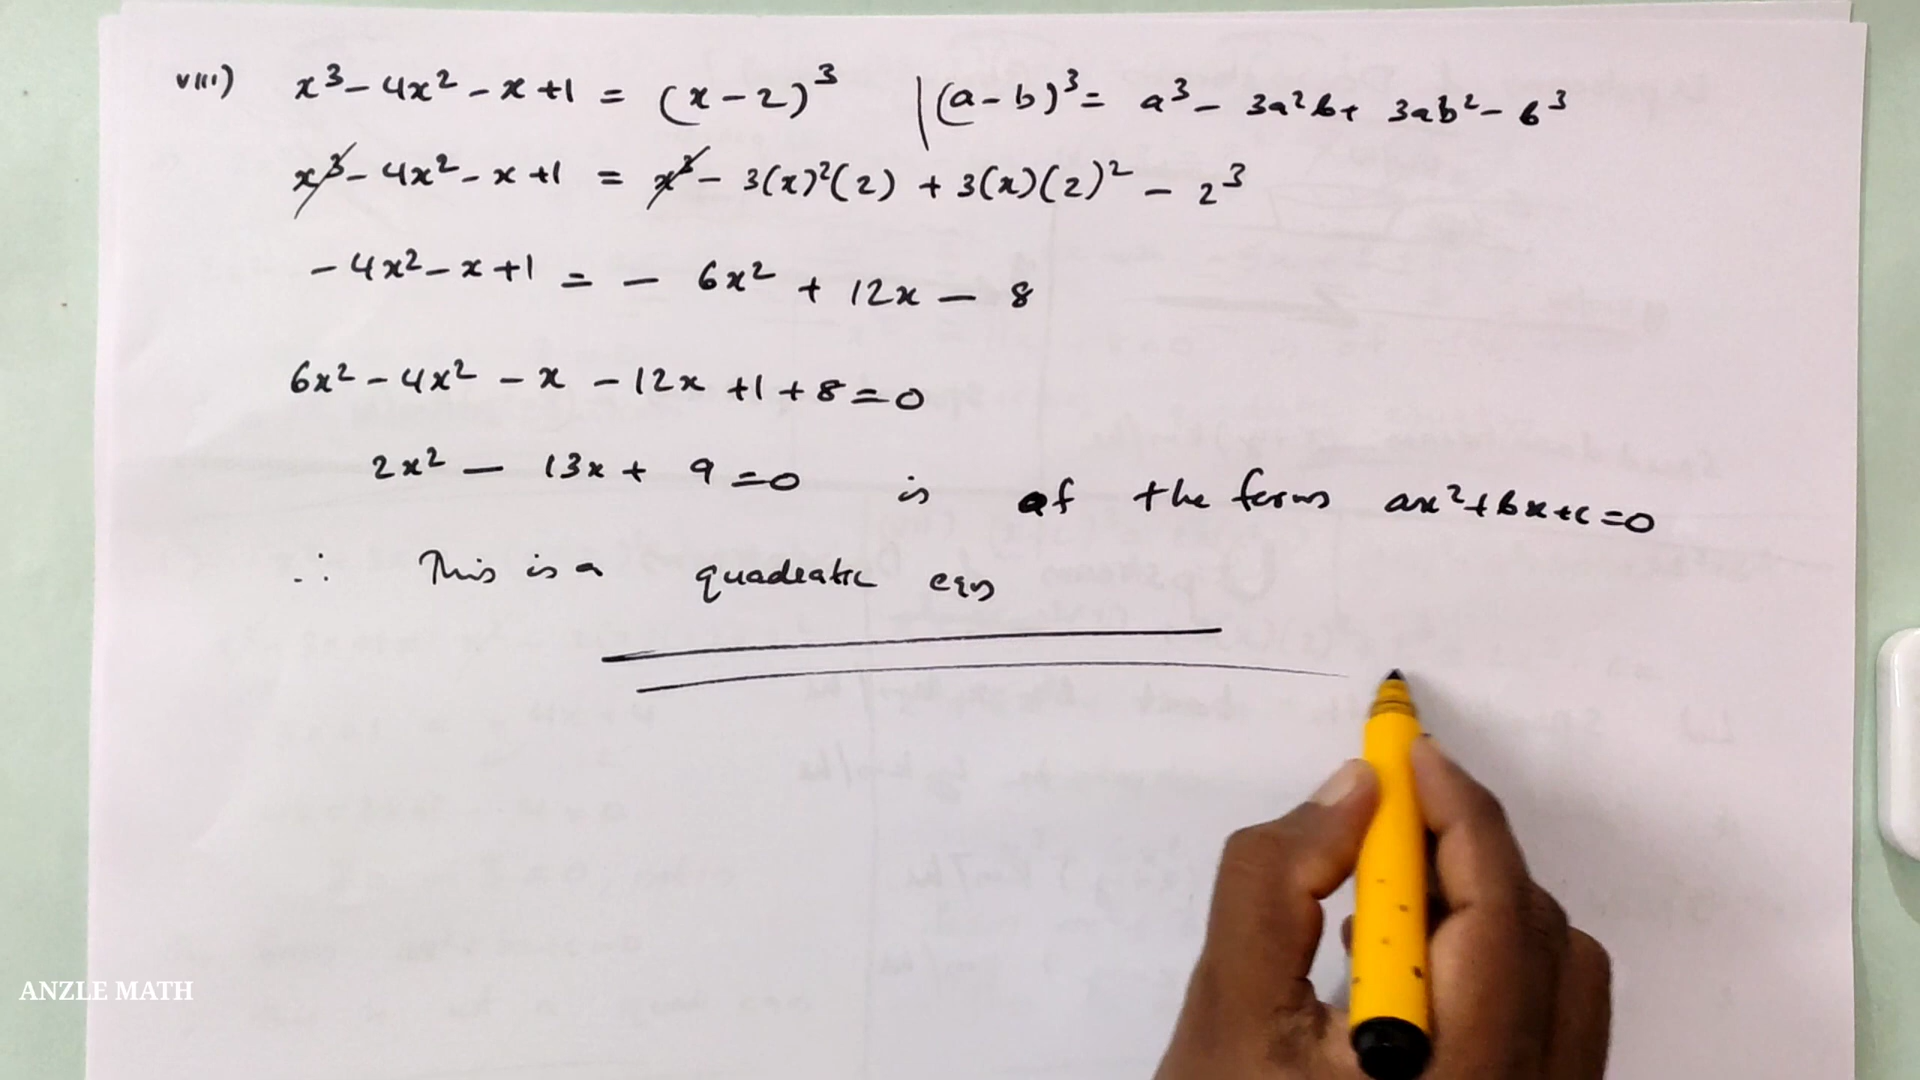 viii) x³ - 4x² - x + 1 = (x - 2)³ | (a - b)³ = a³ - 3a²b + 3ab² - b³
x³ - 4x² - x + 1 = x³ - 3(x)²(2) + 3(x)(2)² - 2³
- 4x² - x + 1 = - 6x² + 12x - 8
6x² - 4x² - x - 12x + 1 + 8 = 0
2x² - 13x + 9 = 0 is of the form ax² + bx + c = 0
∴ This is a quadratic eqn
ANZLE MATH